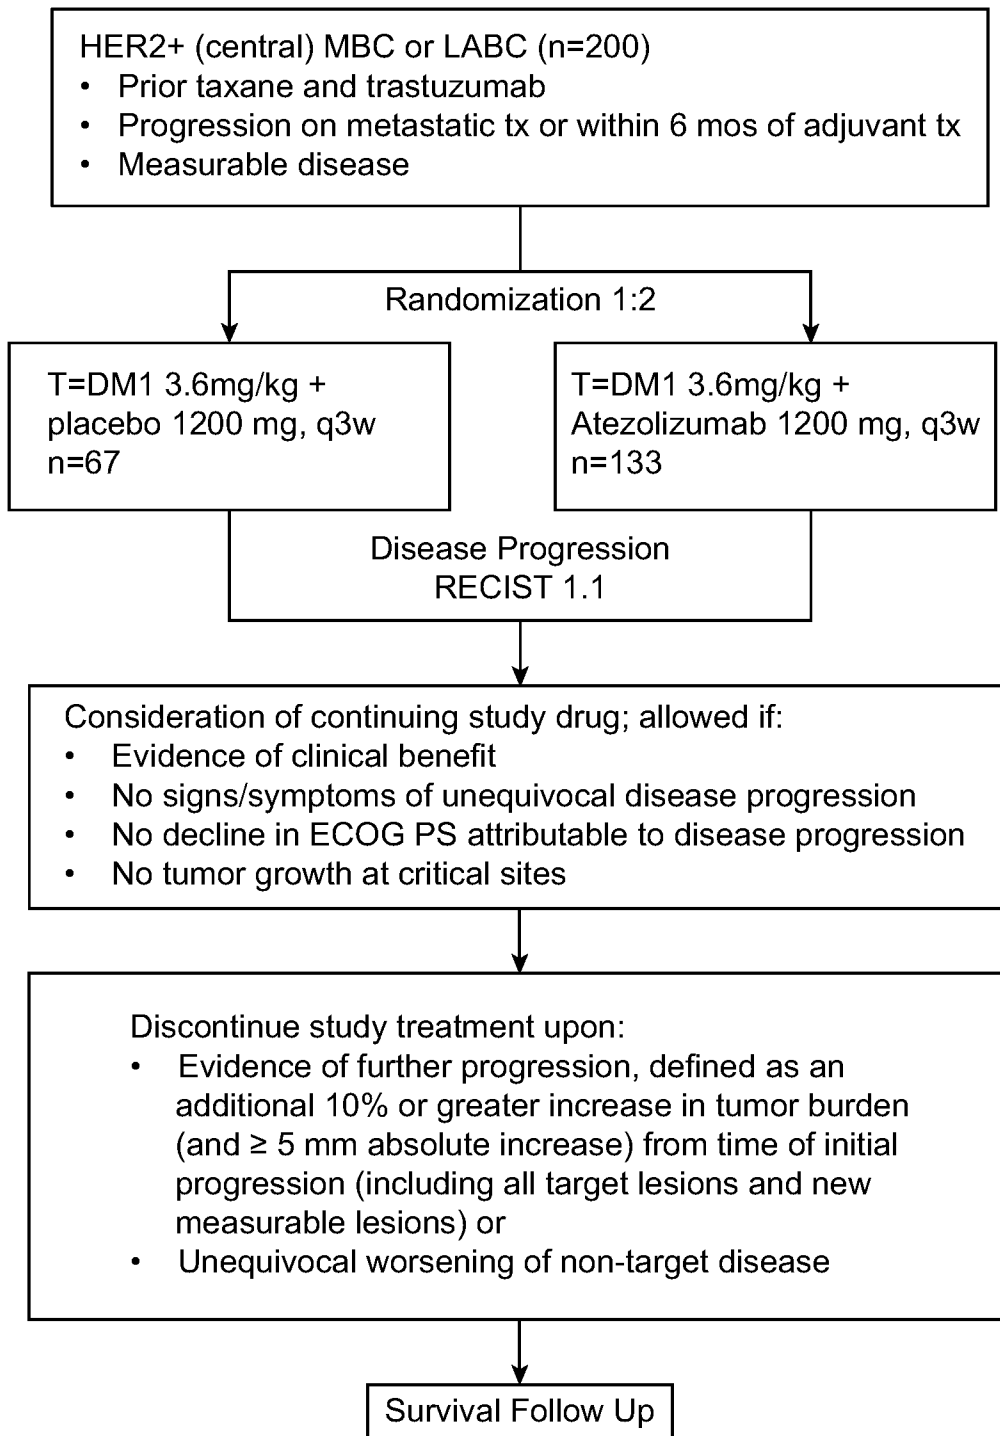 HER2+ (central) MBC or LABC (n=200)
• Prior taxane and trastuzumab
• Progression on metastatic tx or within 6 mos of adjuvant tx
• Measurable disease
Randomization 1:2
T=DM1 3.6mg/kg +
placebo 1200 mg, q3w
n=67
T=DM1 3.6mg/kg +
Atezolizumab 1200 mg, q3w
n=133
Disease Progression
RECIST 1.1
Consideration of continuing study drug; allowed if:
• Evidence of clinical benefit
• No signs/symptoms of unequivocal disease progression
• No decline in ECOG PS attributable to disease progression
• No tumor growth at critical sites
Discontinue study treatment upon:
• Evidence of further progression, defined as an
additional 10% or greater increase in tumor burden
(and ≥ 5 mm absolute increase) from time of initial
progression (including all target lesions and new
measurable lesions) or
• Unequivocal worsening of non-target disease
Survival Follow Up